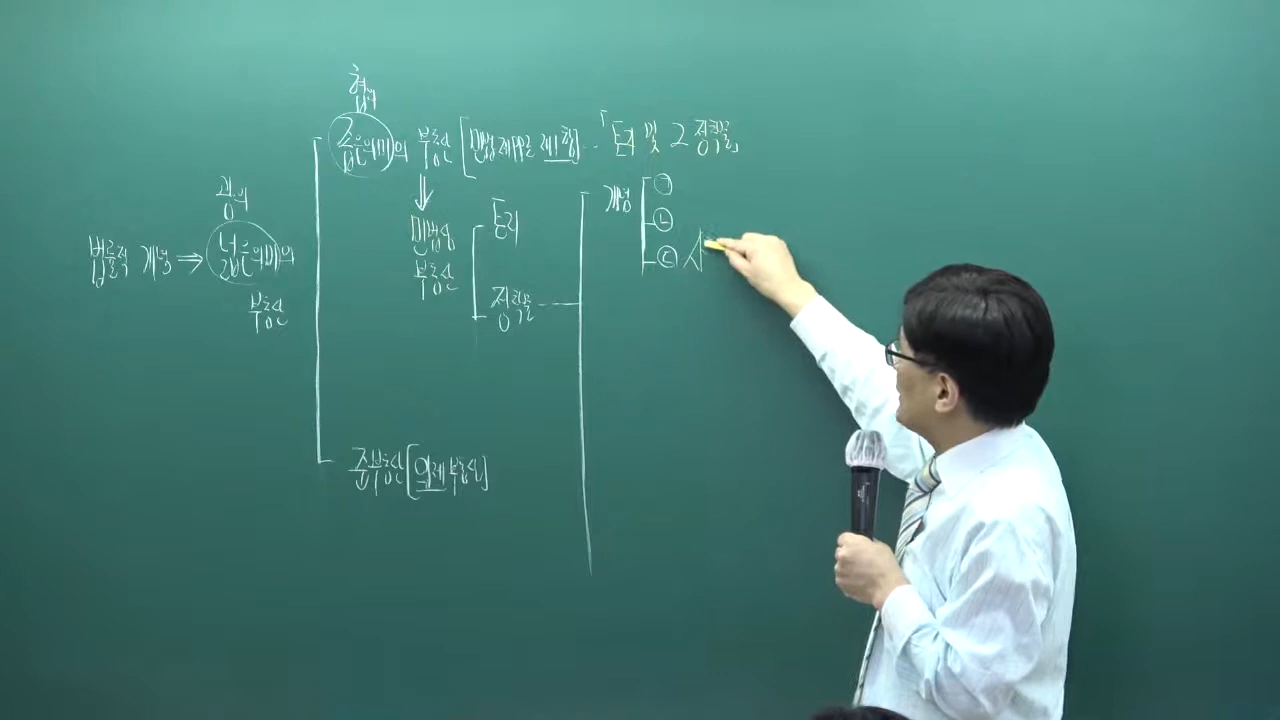 협의
좁은의미의 부동산 [민법 제99조 제1항] … 「토지 및 그 정착물」
광의
법률적 개념 ⇒ 넓은의미의
부동산
⇓
민법상
부동산
토지
정착물
개념
㉠
㉡
㉢ 사
준부동산 [의제부동산]